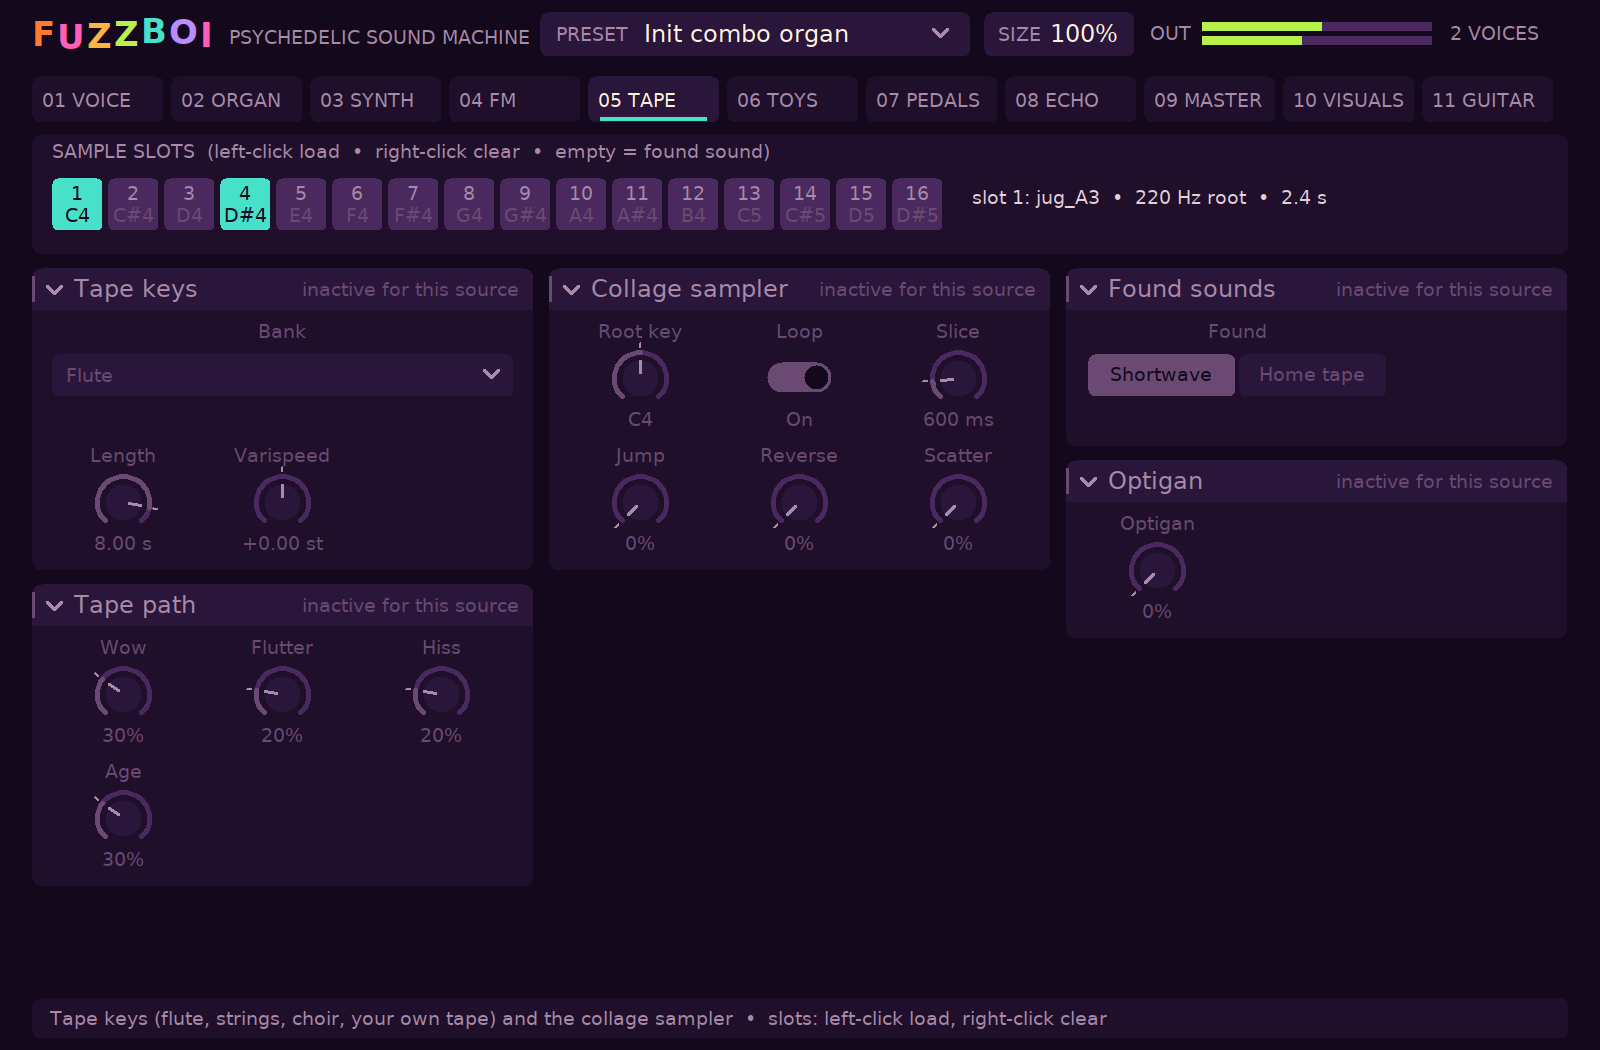 FUZZBOI PSYCHEDELIC SOUND MACHINE PRESET Init combo organ SIZE 100% OUT 2 VOICES
01 VOICE 02 ORGAN 03 SYNTH 04 FM 05 TAPE 06 TOYS 07 PEDALS 08 ECHO 09 MASTER 10 VISUALS 11 GUITAR
SAMPLE SLOTS (left-click load • right-click clear • empty = found sound)
1 2 3 4 5 6 7 8 9 10 11 12 13 14 15 16
C4 C#4 D4 D#4 E4 F4 F#4 G4 G#4 A4 A#4 B4 C5 C#5 D5 D#5
slot 1: jug_A3 • 220 Hz root • 2.4 s
Tape keys inactive for this source
Bank
Flute
Length Varispeed
8.00 s +0.00 st
Tape path inactive for this source
Wow Flutter Hiss
30% 20% 20%
Age
30%
Collage sampler inactive for this source
Root key Loop Slice
C4 On 600 ms
Jump Reverse Scatter
0% 0% 0%
Found sounds inactive for this source
Found
Shortwave Home tape
Optigan inactive for this source
Optigan
0%
Tape keys (flute, strings, choir, your own tape) and the collage sampler • slots: left-click load, right-click clear